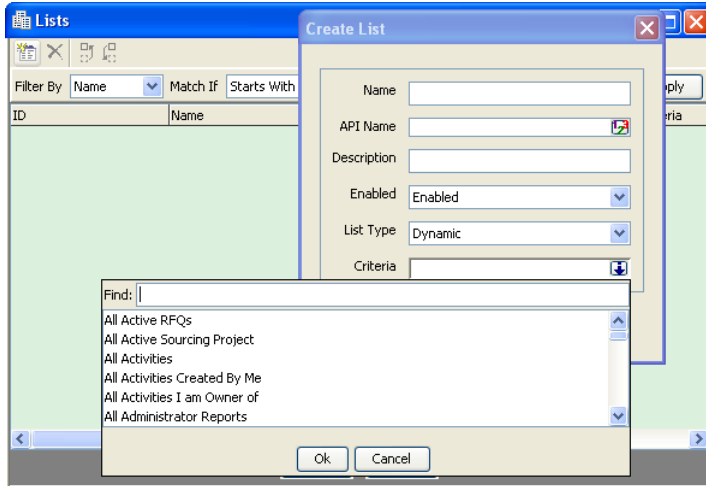 Lists
Create List
Filter By Name Match If Starts With
ID Name
Name
API Name
Description
Enabled Enabled
List Type Dynamic
Criteria
Find:
All Active RFQs
All Active Sourcing Project
All Activities
All Activities Created By Me
All Activities I am Owner of
All Administrator Reports
Ok Cancel